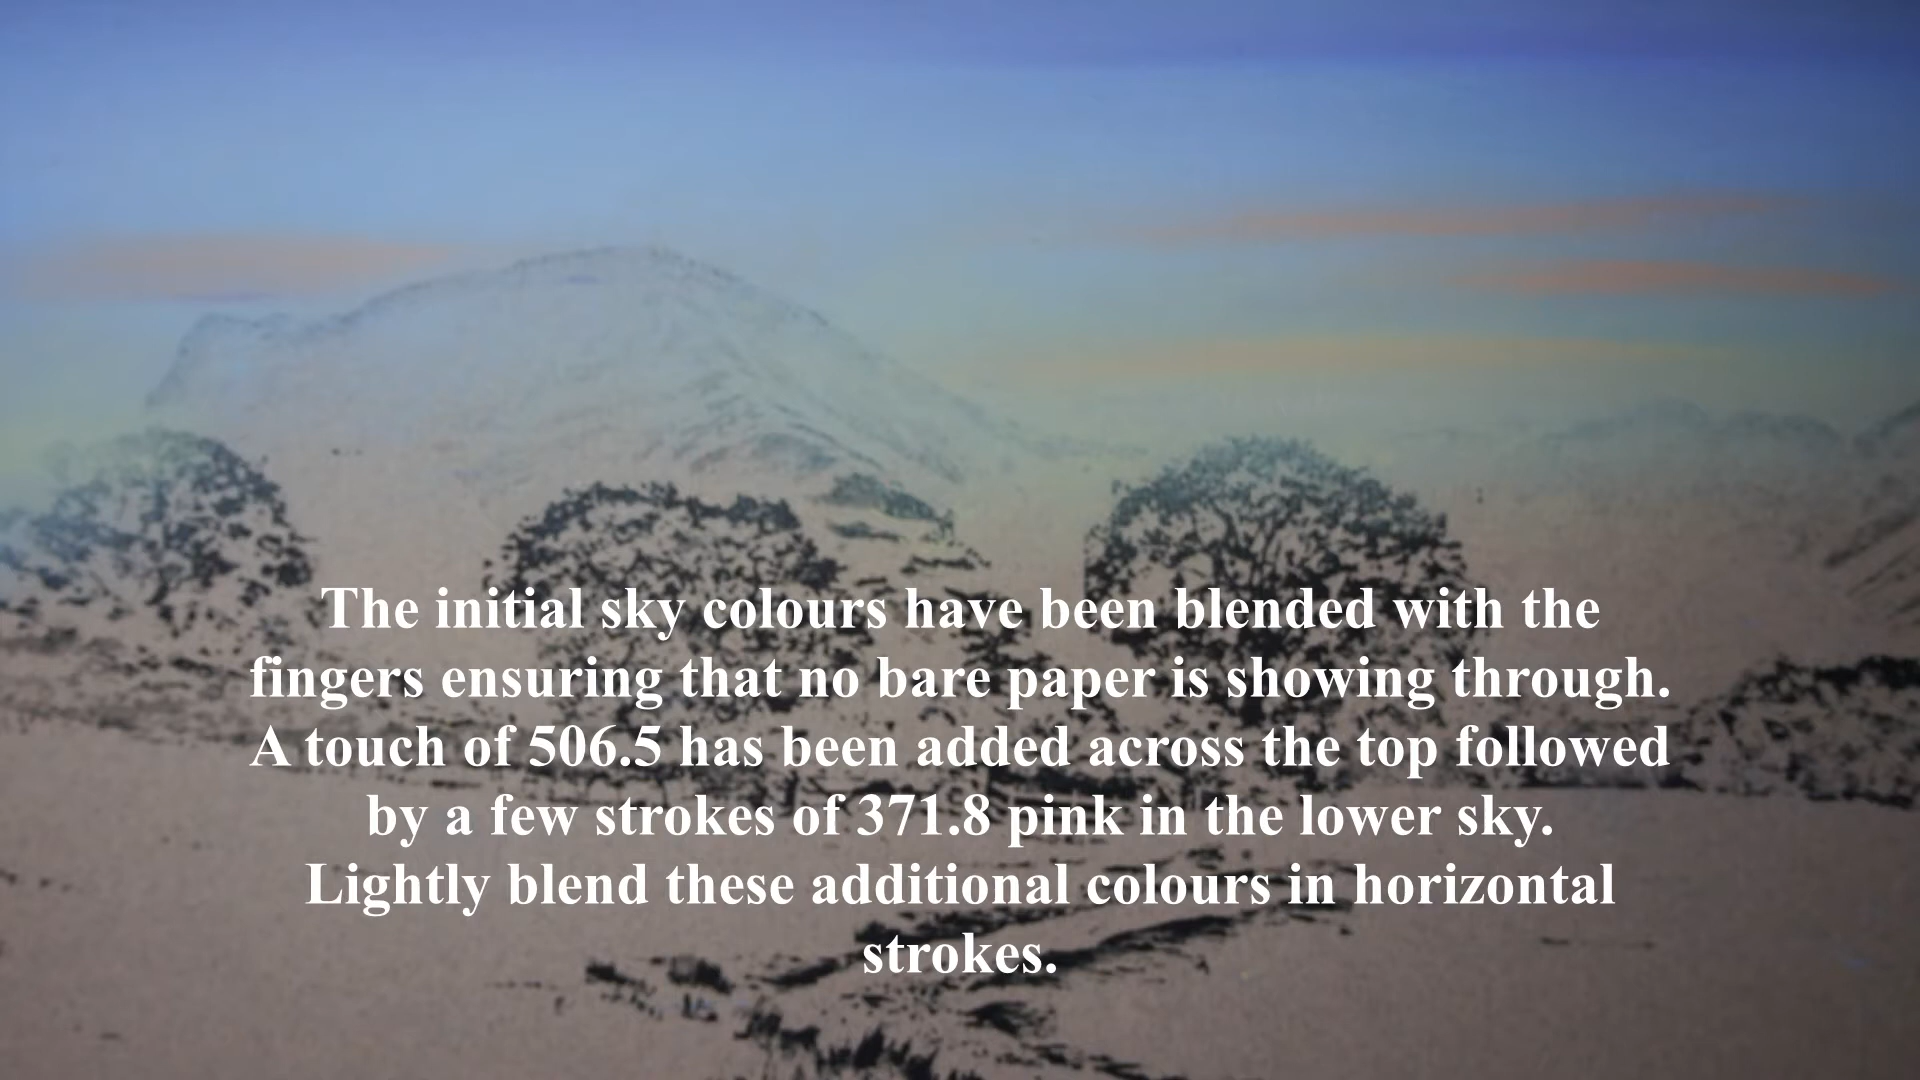 The initial sky colours have been blended with the
fingers ensuring that no bare paper is showing through.
A touch of 506.5 has been added across the top followed
by a few strokes of 371.8 pink in the lower sky.
Lightly blend these additional colours in horizontal
strokes.